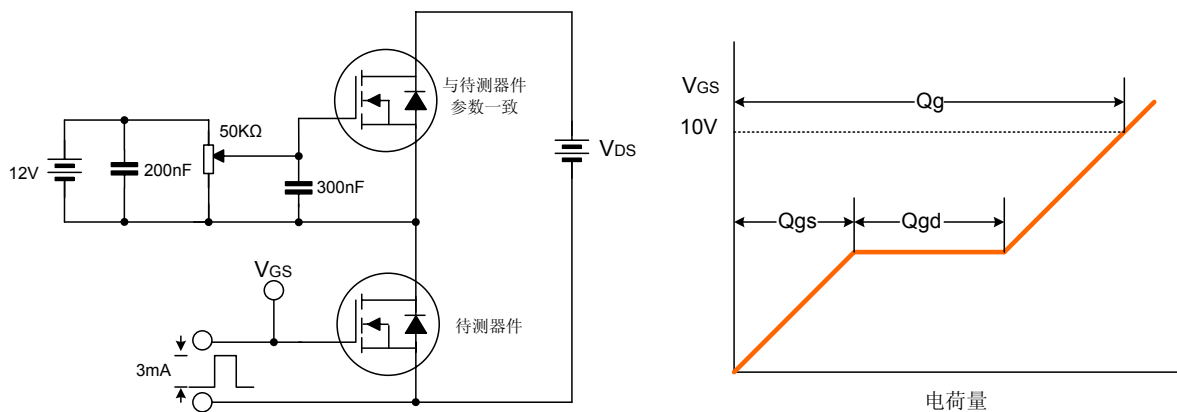 与待测器件
参数一致
50KΩ
12V
200nF
300nF
VDS
VGS
待测器件
3mA
VGS
Qg
10V
Qgs
Qgd
电荷量